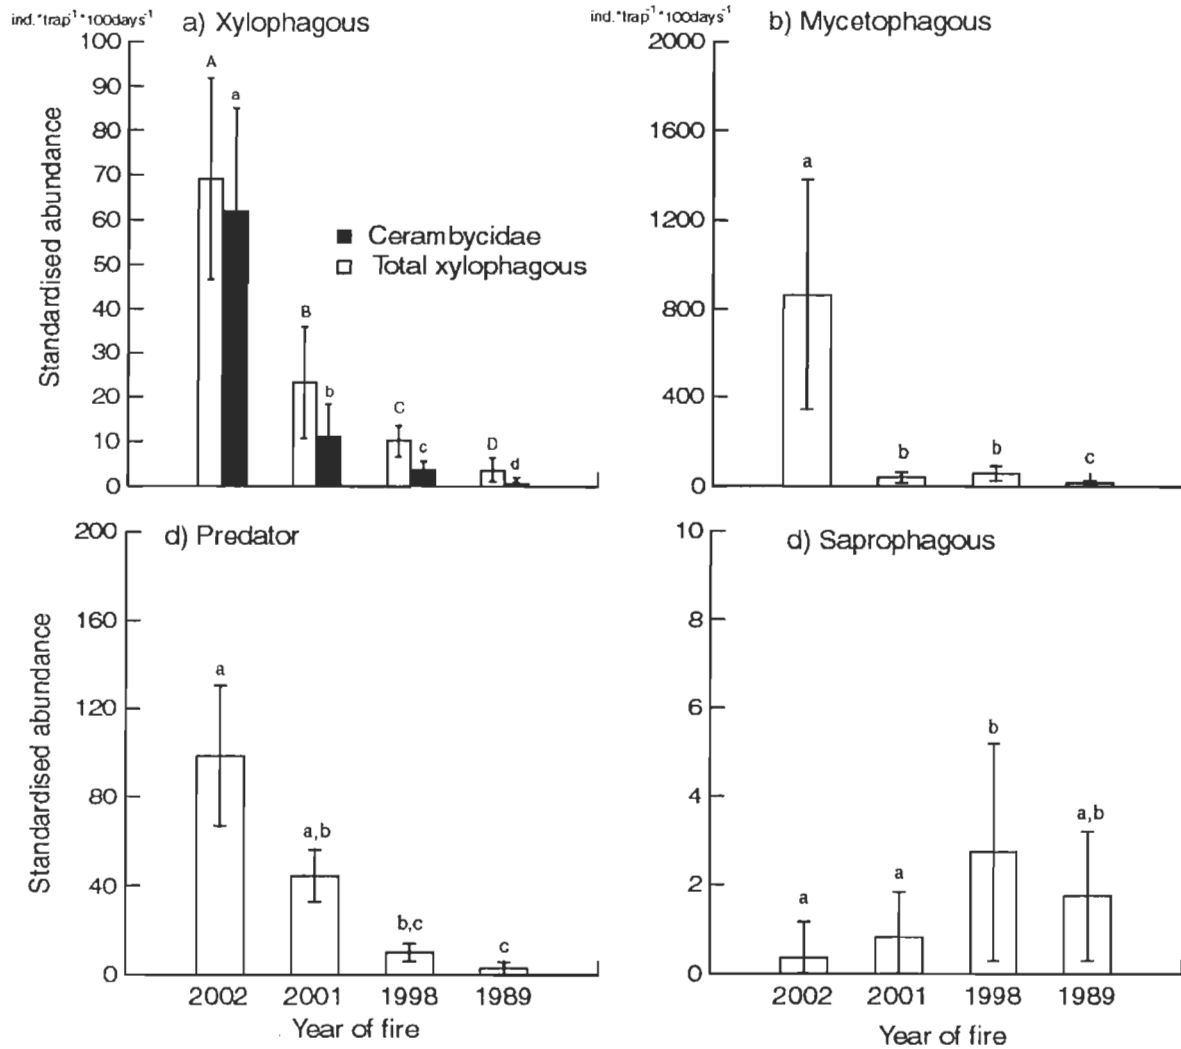 ind.*trap⁻¹*100days⁻¹
a) Xylophagous
100
90
80
70
60
50
40
30
20
10
0
Standardised abundance
A
a
B
b
C
c
D
d
Cerambycidae
Total xylophagous
ind.*trap⁻¹*100days⁻¹
b) Mycetophagous
2000
1600
1200
800
400
0
a
b
b
c
d) Predator
200
160
120
80
40
0
Standardised abundance
a
a,b
b,c
c
2002 2001 1998 1989
Year of fire
d) Saprophagous
10
8
6
4
2
0
a
a
b
a,b
2002 2001 1998 1989
Year of fire